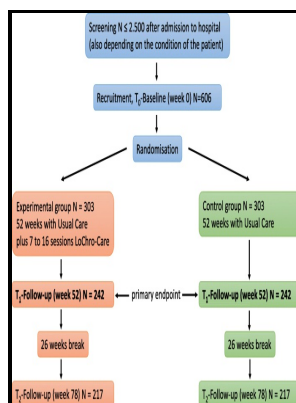 Screening N ≤ 2.500 after admission to hospital
(also depending on the condition of the patient)
Recruitment, T0-Baseline (week 0) N=606
Randomisation
Experimental group N = 303
52 weeks with Usual Care
plus 7 to 16 sessions LoChro-Care
Control group N = 303
52 weeks with Usual Care
T1-Follow-up (week 52) N = 242
primary endpoint
T1-Follow-up (week 52) N = 242
26 weeks break
26 weeks break
T2-Follow-up (week 78) N = 217
T2-Follow-up (week 78) N = 217